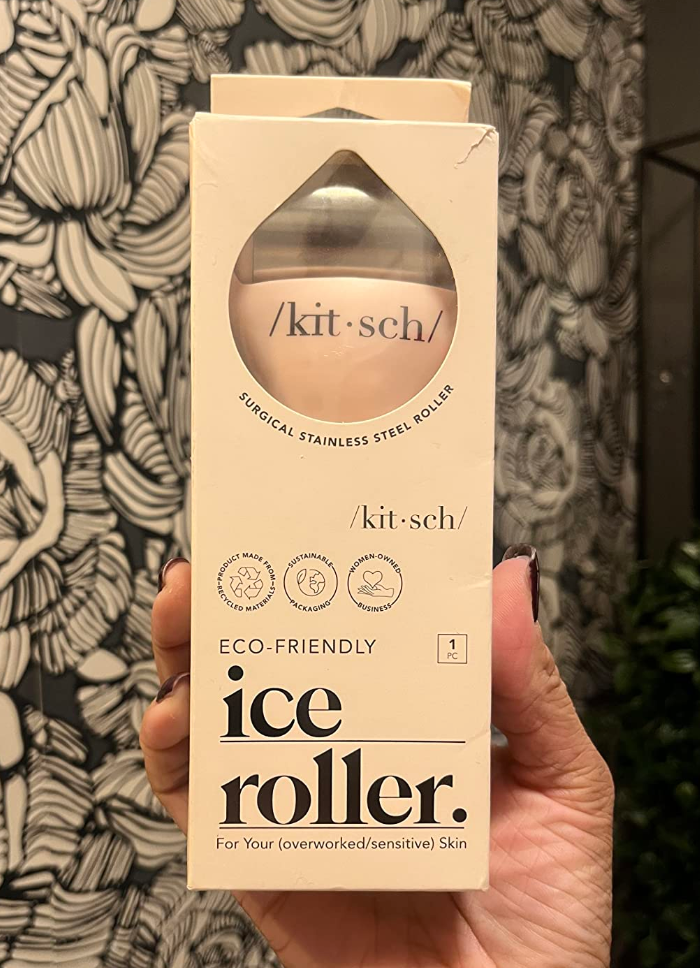 /kit·sch/
SURGICAL STAINLESS STEEL ROLLER
/kit·sch/
PRODUCT MADE FROM
RECYCLED MATERIALS
SUSTAINABLE
PACKAGING
WOMEN-OWNED
BUSINESS
ECO-FRIENDLY
1
PC
ice
roller.
For Your (overworked/sensitive) Skin